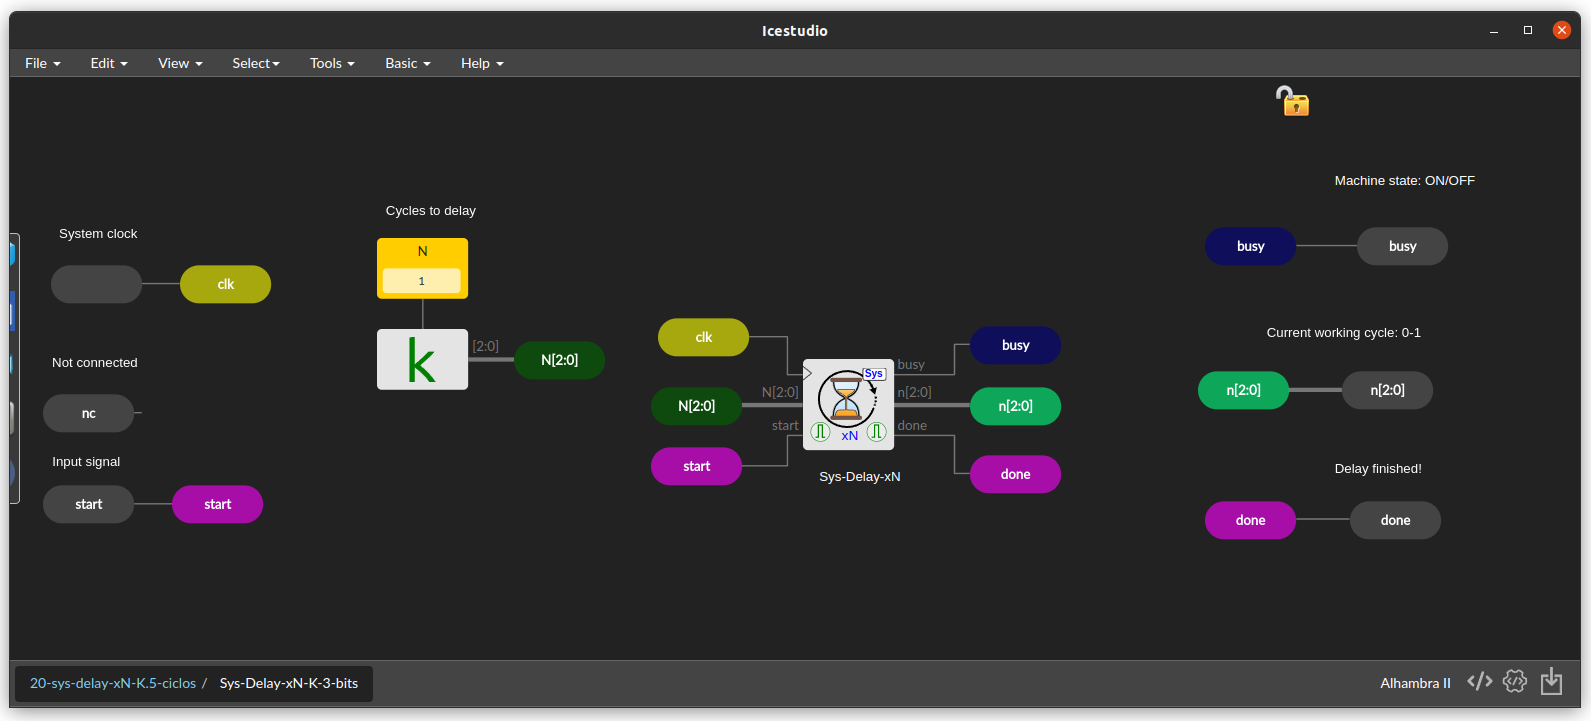 Icestudio
File Edit View Select Tools Basic Help
Machine state: ON/OFF
Cycles to delay
System clock
N
busy busy
1
clk
clk
Current working cycle: 0-1
busy
k [2:0] N[2:0]
Not connected
busy
Sys
N[2:0] N[2:0] n[2:0] n[2:0]
n[2:0] n[2:0]
nc
start done
xN
Input signal
start
Delay finished!
Sys-Delay-xN
done
start start
done done
20-sys-delay-xN-K.5-ciclos / Sys-Delay-xN-K-3-bits
Alhambra II </>